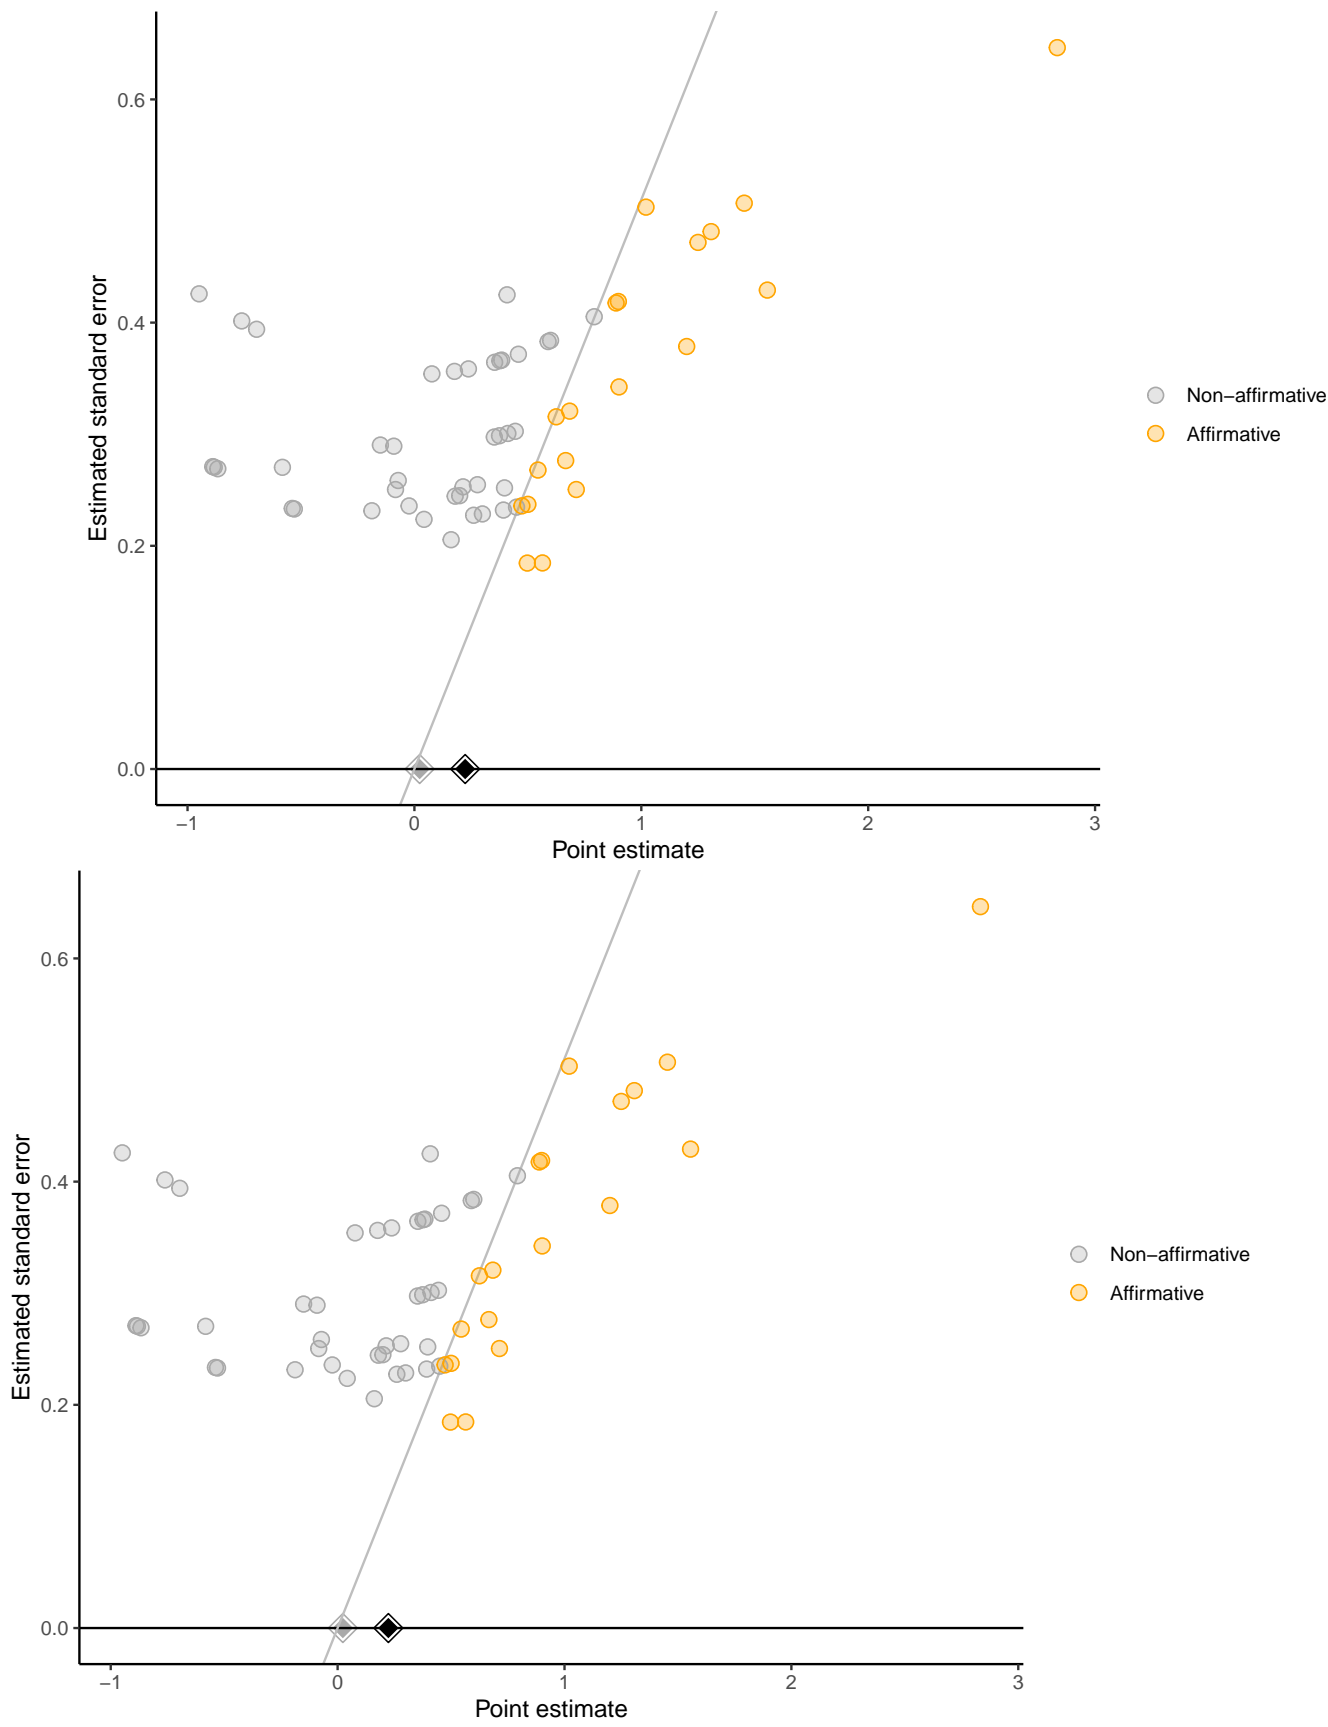 0.6
0.4
0.2
0.0
Estimated standard error
−1
0
1
2
3
Point estimate
Non−affirmative
Affirmative
0.6
0.4
0.2
0.0
Estimated standard error
−1
0
1
2
3
Point estimate
Non−affirmative
Affirmative